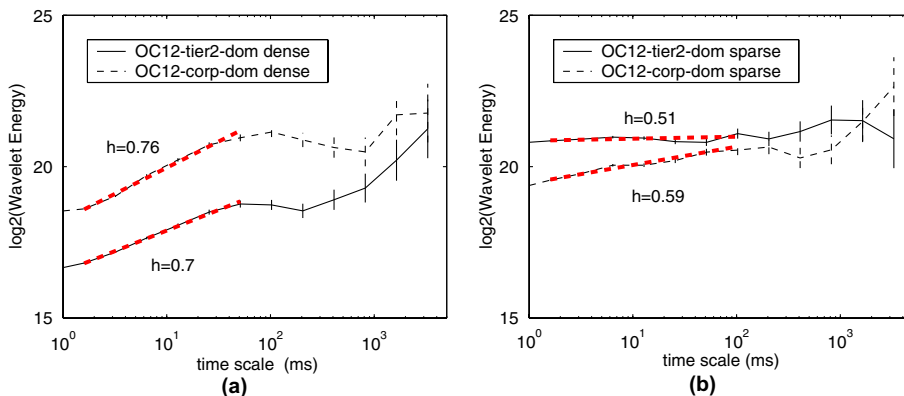 25
20
15
log2(Wavelet Energy)
OC12-tier2-dom dense
OC12-corp-dom dense
h=0.76
h=0.7
10^0
10^1
10^2
10^3
time scale (ms)
(a)
25
20
15
log2(Wavelet Energy)
OC12-tier2-dom sparse
OC12-corp-dom sparse
h=0.51
h=0.59
10^0
10^1
10^2
10^3
time scale (ms)
(b)